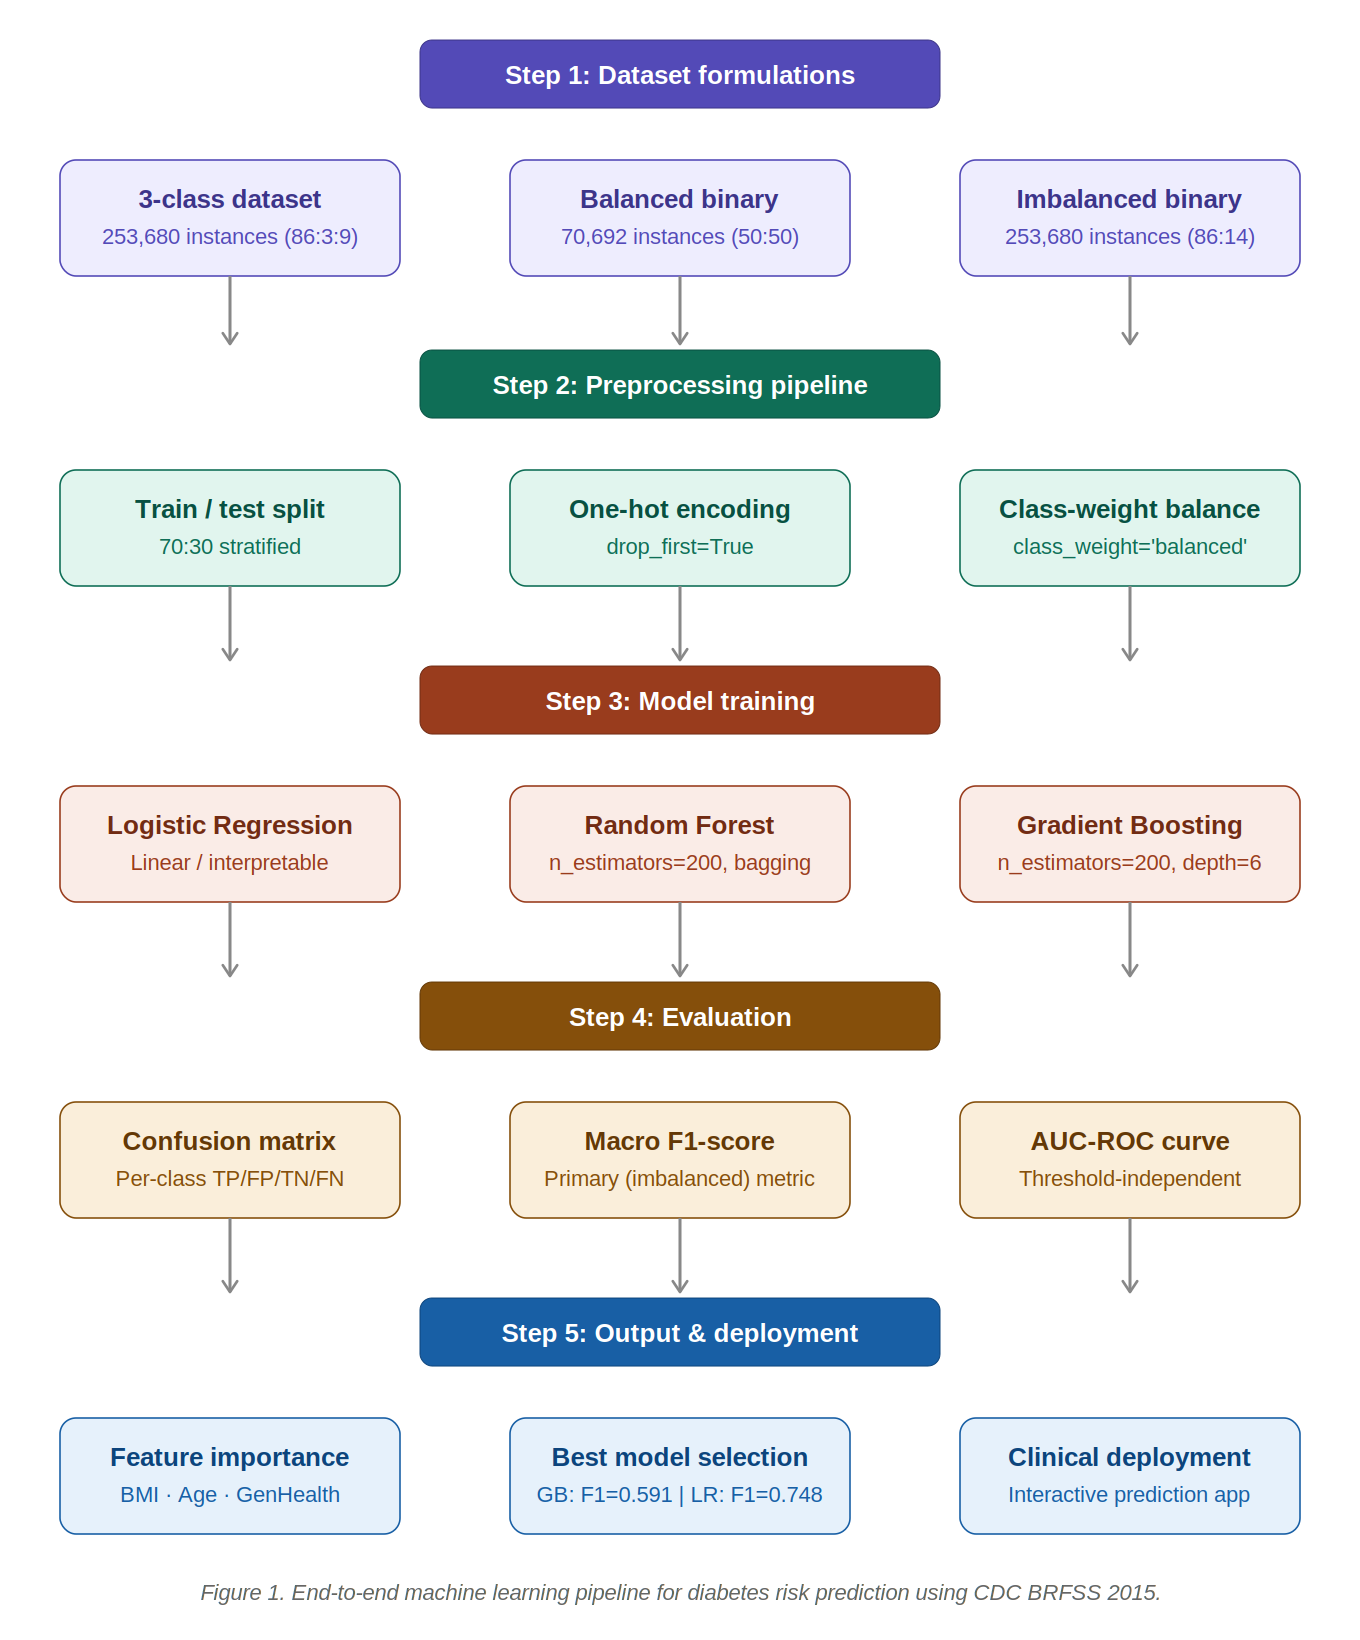 Step 1: Dataset formulations
3-class dataset
253,680 instances (86:3:9)
Balanced binary
70,692 instances (50:50)
Imbalanced binary
253,680 instances (86:14)
Step 2: Preprocessing pipeline
Train / test split
70:30 stratified
One-hot encoding
drop_first=True
Class-weight balance
class_weight='balanced'
Step 3: Model training
Logistic Regression
Linear / interpretable
Random Forest
n_estimators=200, bagging
Gradient Boosting
n_estimators=200, depth=6
Step 4: Evaluation
Confusion matrix
Per-class TP/FP/TN/FN
Macro F1-score
Primary (imbalanced) metric
AUC-ROC curve
Threshold-independent
Step 5: Output & deployment
Feature importance
BMI · Age · GenHealth
Best model selection
GB: F1=0.591 | LR: F1=0.748
Clinical deployment
Interactive prediction app
Figure 1. End-to-end machine learning pipeline for diabetes risk prediction using CDC BRFSS 2015.